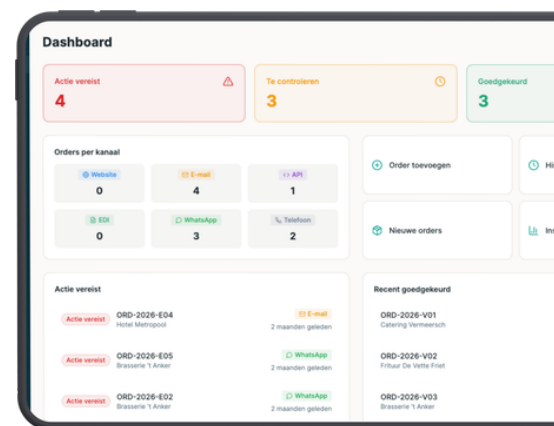 Dashboard
Actie vereist
4
Te controleren
3
Goedgekeurd
3
Orders per kanaal
Website
0
E-mail
4
API
1
EDI
0
WhatsApp
3
Telefoon
2
Order toevoegen
Nieuwe orders
Actie vereist
Actie vereist
ORD-2026-E04
Hotel Metropool
E-mail
2 maanden geleden
Actie vereist
ORD-2026-E05
Brasserie 't Anker
WhatsApp
2 maanden geleden
Actie vereist
ORD-2026-E02
Brasserie 't Anker
WhatsApp
2 maanden geleden
Recent goedgekeurd
ORD-2026-V01
Catering Vermeersch
ORD-2026-V02
Frituur De Vette Friet
ORD-2026-V03
Brasserie 't Anker